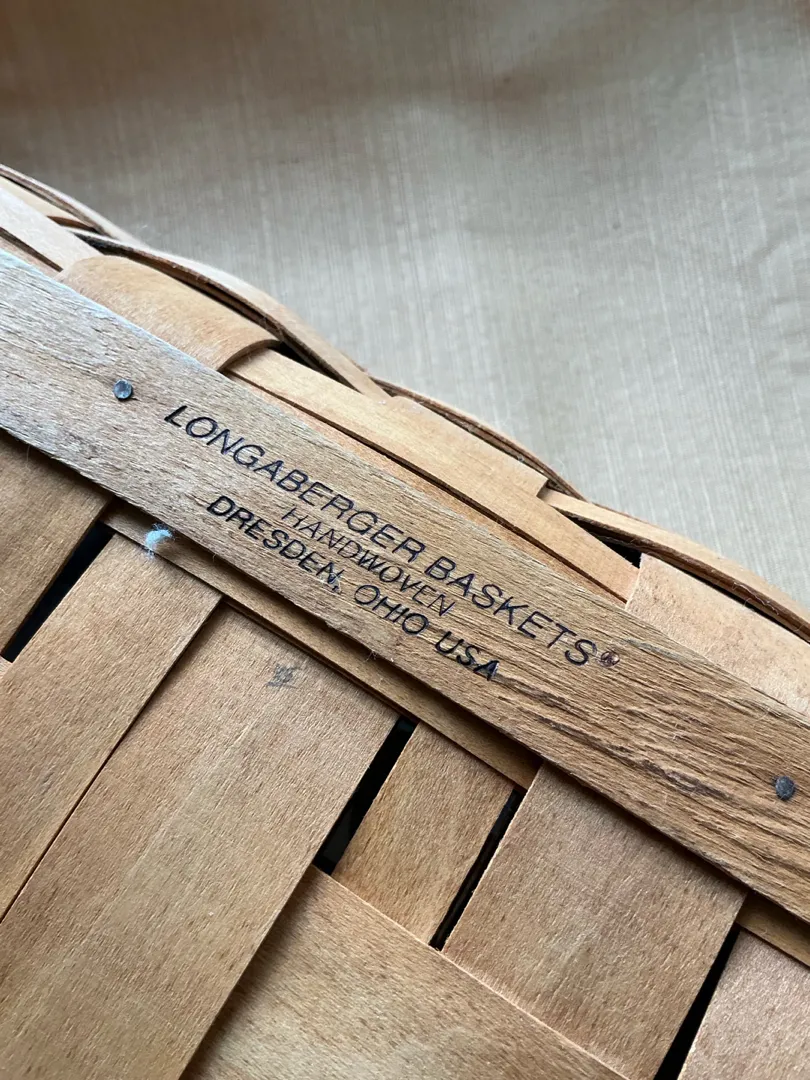 LONGABERGER BASKETS®
HANDWOVEN
DRESDEN, OHIO USA